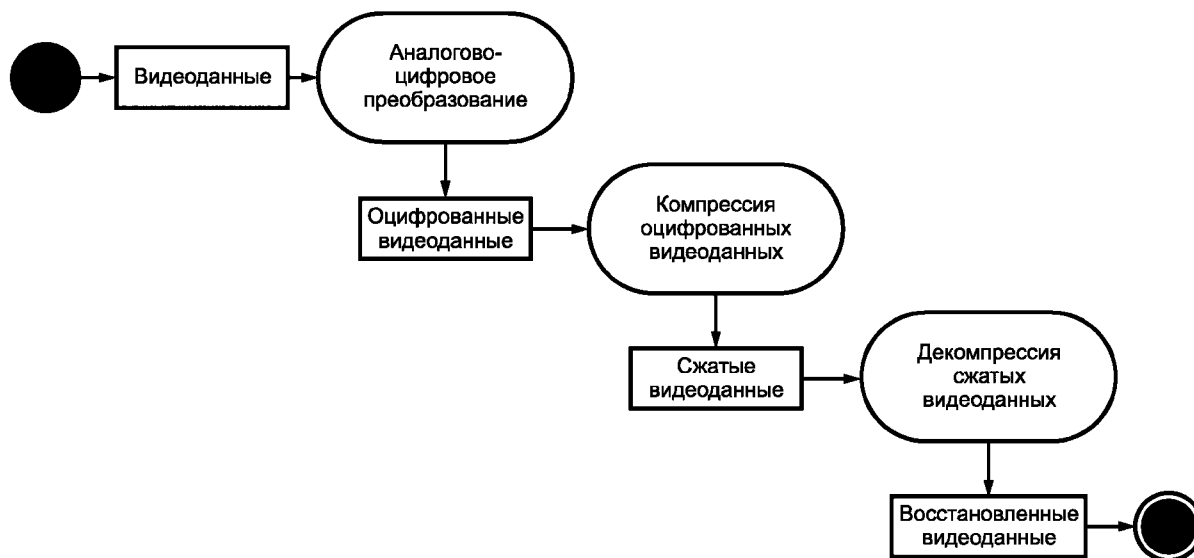 Видеоданные
Аналогово-
цифровое
преобразование
Оцифрованные
видеоданные
Компрессия
оцифрованных
видеоданных
Сжатые
видеоданные
Декомпрессия
сжатых
видеоданных
Восстановленные
видеоданные